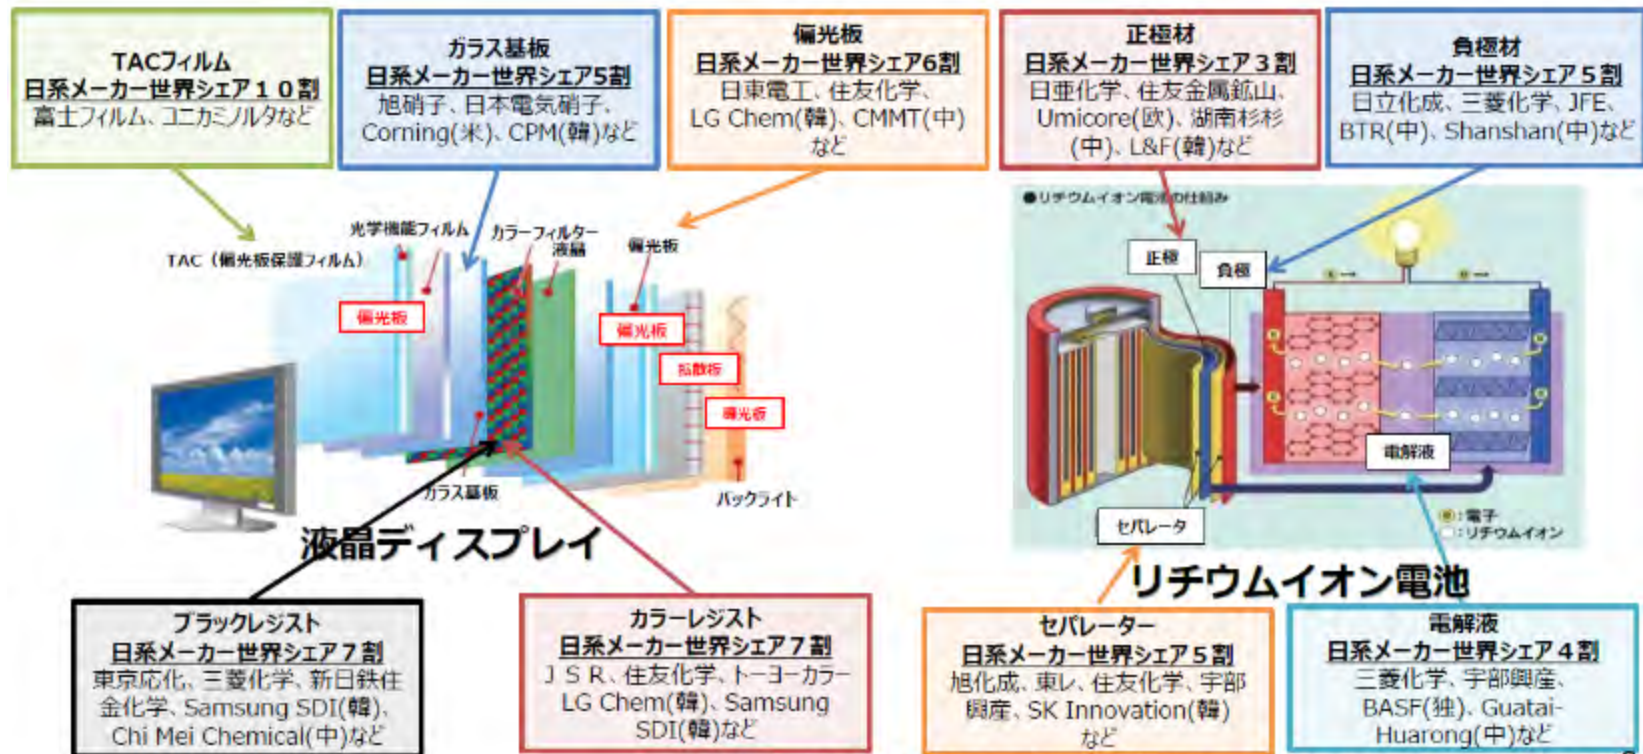 TACフィルム
日系メーカー世界シェア１０割
富士フィルム、コニカミノルタなど
ガラス基板
日系メーカー世界シェア5割
旭硝子、日本電気硝子、
Corning(米)、CPM(韓)など
偏光板
日系メーカー世界シェア6割
日東電工、住友化学、
LG Chem(韓)、CMMT(中)
など
正極材
日系メーカー世界シェア３割
日亜化学、住友金属鉱山、
Umicore(欧)、湖南杉杉
(中)、L&F(韓)など
負極材
日系メーカー世界シェア５割
日立化成、三菱化学、JFE、
BTR(中)、Shanshan(中)など
光学機能フィルム
カラーフィルター
液晶
偏光板
TAC（偏光板保護フィルム）
偏光板
偏光板
拡散板
偏光板
ガラス基板
バックライト
液晶ディスプレイ
●リチウムイオン電池の仕組み
正極
負極
電解液
セパレータ
:電子
:リチウムイオン
リチウムイオン電池
ブラックレジスト
日系メーカー世界シェア７割
東京応化、三菱化学、新日鉄住
金化学、Samsung SDI(韓)、
Chi Mei Chemical(中)など
カラーレジスト
日系メーカー世界シェア７割
ＪＳＲ、住友化学、トーヨーカラー
LG Chem(韓)、Samsung
SDI(韓)など
セパレーター
日系メーカー世界シェア５割
旭化成、東レ、住友化学、宇部
興産、SK Innovation(韓)
など
電解液
日系メーカー世界シェア４割
三菱化学、宇部興産、
BASF(独)、Guatai-
Huarong(中)など